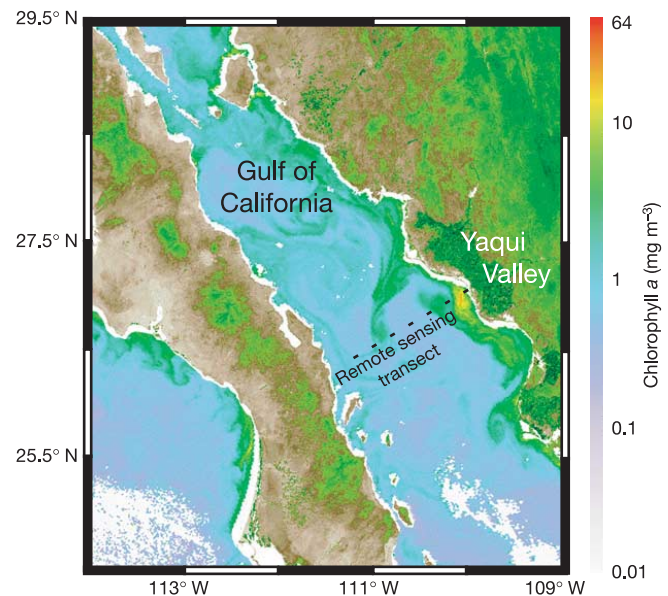 29.5° N
27.5° N
25.5° N
113° W
111° W
109° W
Gulf of
California
Yaqui
Valley
Remote sensing
transect
64
10
1
0.1
0.01
Chlorophyll a (mg m⁻³)